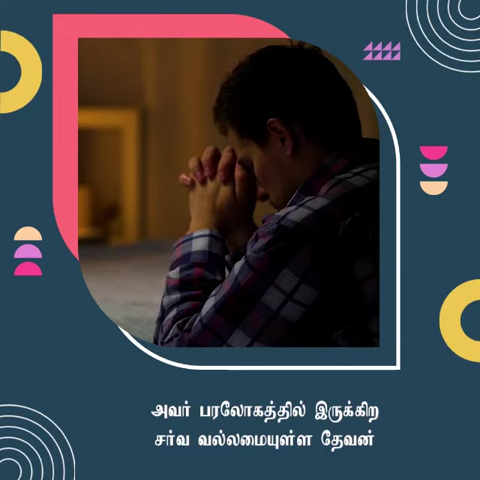 அவர் பரலோகத்தில் இருக்கிற
சர்வ வல்லமையுள்ள தேவன்